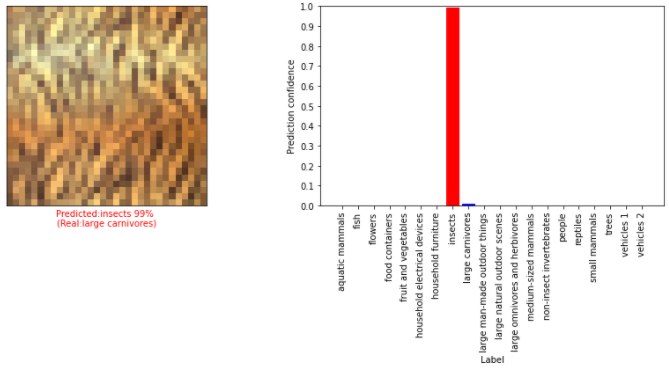 Predicted:insects 99%
(Real:large carnivores)
Prediction confidence
1.0
0.9
0.8
0.7
0.6
0.5
0.4
0.3
0.2
0.1
0.0
aquatic mammals
fish
flowers
food containers
fruit and vegetables
household electrical devices
household furniture
insects
large carnivores
large man-made outdoor things
large natural outdoor scenes
large omnivores and herbivores
medium-sized mammals
non-insect invertebrates
people
reptiles
small mammals
trees
vehicles 1
vehicles 2
Label